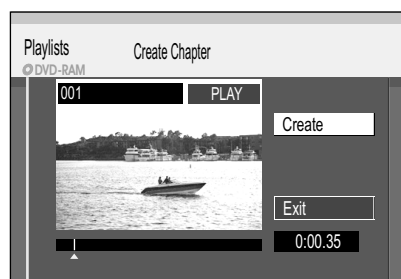 Playlists
Create Chapter
DVD-RAM
001
PLAY
Create
Exit
0:00.35